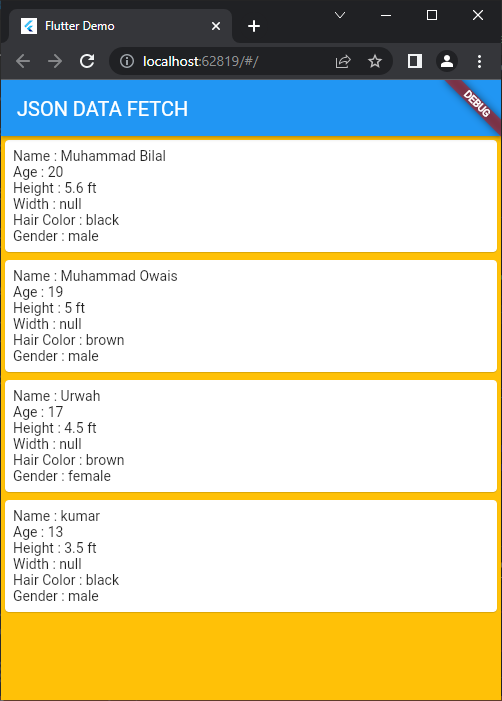 Flutter Demo
localhost:62819/#/
JSON DATA FETCH
DEBUG
Name : Muhammad Bilal
Age : 20
Height : 5.6 ft
Width : null
Hair Color : black
Gender : male
Name : Muhammad Owais
Age : 19
Height : 5 ft
Width : null
Hair Color : brown
Gender : male
Name : Urwah
Age : 17
Height : 4.5 ft
Width : null
Hair Color : brown
Gender : female
Name : kumar
Age : 13
Height : 3.5 ft
Width : null
Hair Color : black
Gender : male